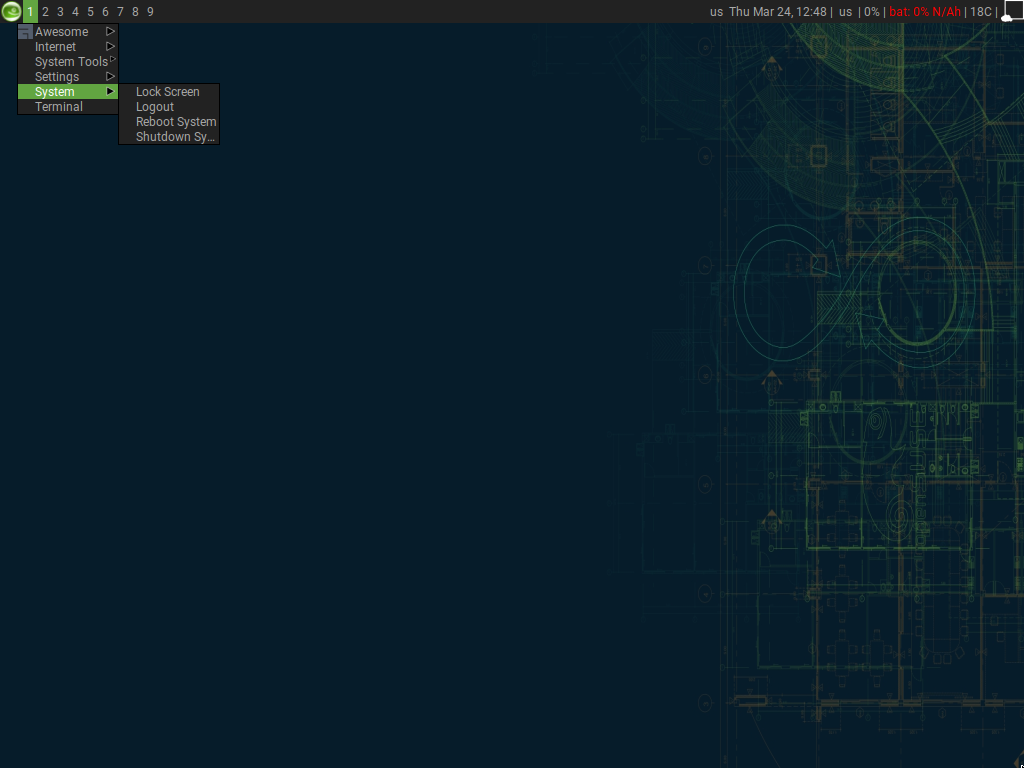 1 2 3 4 5 6 7 8 9
us Thu Mar 24, 12:48 | us | 0% | bat: 0% N/Ah | 18C |
Awesome
Internet
System Tools
Settings
System
Terminal
Lock Screen
Logout
Reboot System
Shutdown Sy...